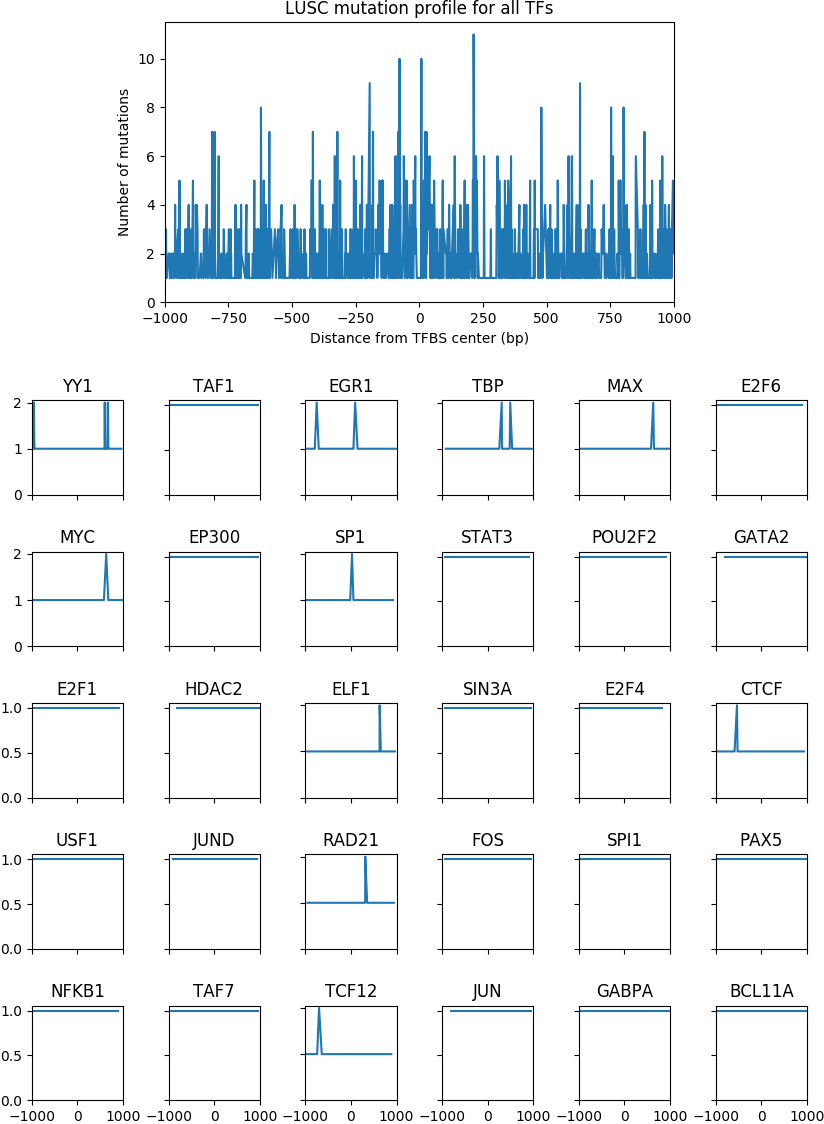 LUSC mutation profile for all TFs
Number of mutations
10
8
6
4
2
0
−1000 −750 −500 −250 0 250 500 750 1000
Distance from TFBS center (bp)
YY1 TAF1 EGR1 TBP MAX E2F6
2
1
0
MYC EP300 SP1 STAT3 POU2F2 GATA2
2
1
0
E2F1 HDAC2 ELF1 SIN3A E2F4 CTCF
1.0
0.5
0.0
USF1 JUND RAD21 FOS SPI1 PAX5
1.0
0.5
0.0
NFKB1 TAF7 TCF12 JUN GABPA BCL11A
1.0
0.5
0.0
−1000 0 1000 −1000 0 1000 −1000 0 1000 −1000 0 1000 −1000 0 1000 −1000 0 1000